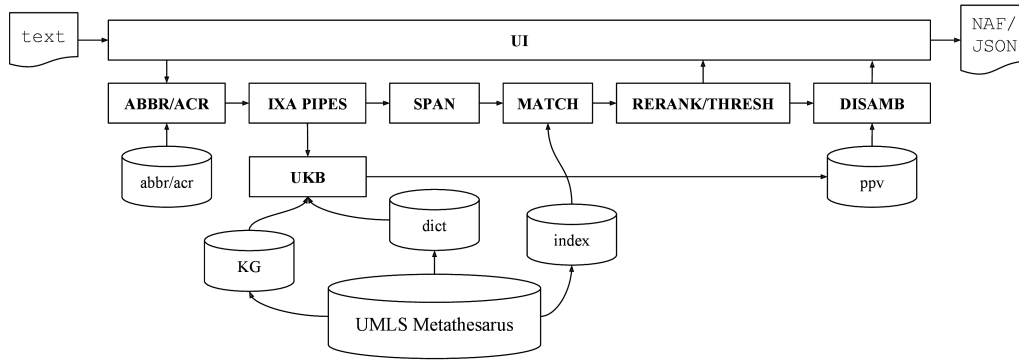 text
UI
NAF/
JSON
ABBR/ACR
IXA PIPES
SPAN
MATCH
RERANK/THRESH
DISAMB
abbr/acr
UKB
ppv
dict
index
KG
UMLS Metathesarus